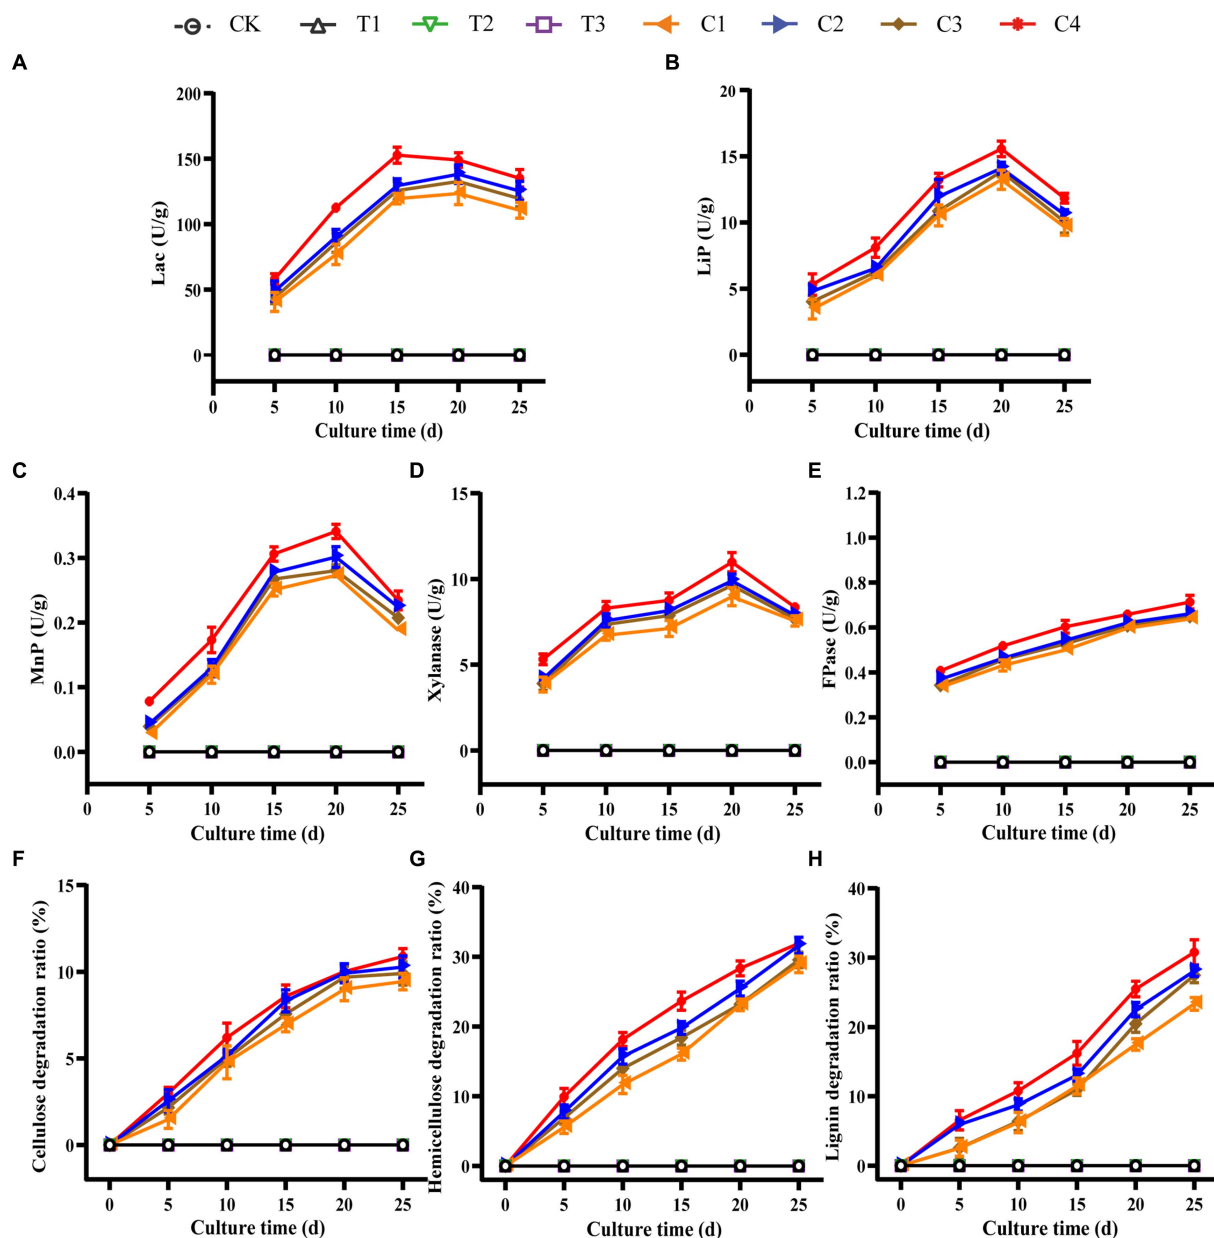 CK T1 T2 T3 C1 C2 C3 C4
A
B
200
150
100
50
0
Lac (U/g)
0 5 10 15 20 25
Culture time (d)
20
15
10
5
0
LiP (U/g)
0 5 10 15 20 25
Culture time (d)
C
D
E
0.4
0.3
0.2
0.1
0.0
MnP (U/g)
0 5 10 15 20 25
Culture time (d)
15
10
5
0
Xylanase (U/g)
0 5 10 15 20 25
Culture time (d)
1.2
1.0
0.8
0.6
0.4
0.2
0.0
FPase (U/g)
0 5 10 15 20 25
Culture time (d)
F
G
H
15
10
5
0
Cellulose degradation ratio (%)
0 5 10 15 20 25
Culture time (d)
40
30
20
10
0
Hemicellulose degradation ratio (%)
0 5 10 15 20 25
Culture time (d)
40
30
20
10
0
Lignin degradation ratio (%)
0 5 10 15 20 25
Culture time (d)